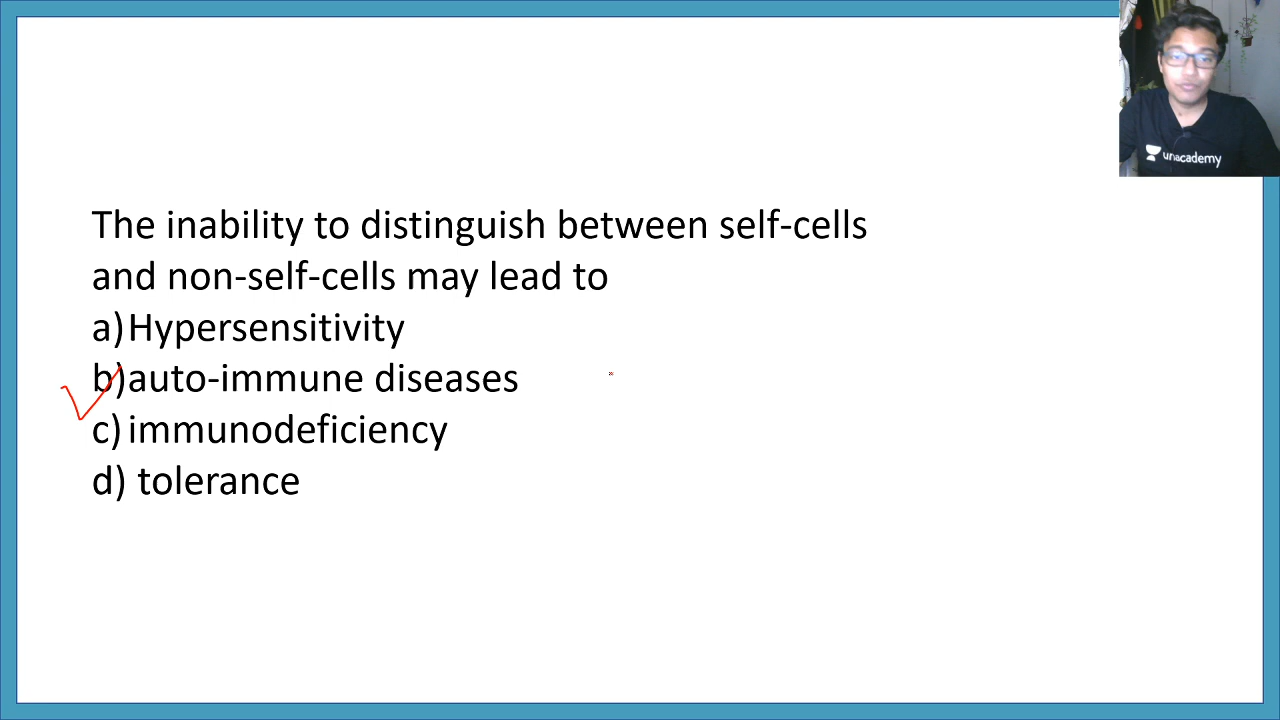 unacademy
The inability to distinguish between self-cells
and non-self-cells may lead to
a) Hypersensitivity
b) auto-immune diseases
c) immunodeficiency
d) tolerance